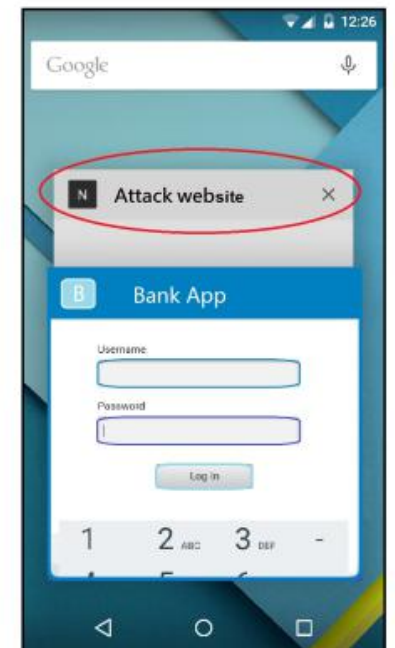 12:26
Google
N Attack website ×
B Bank App
Username
Password
Log in
1 2 ABC 3 DEF -